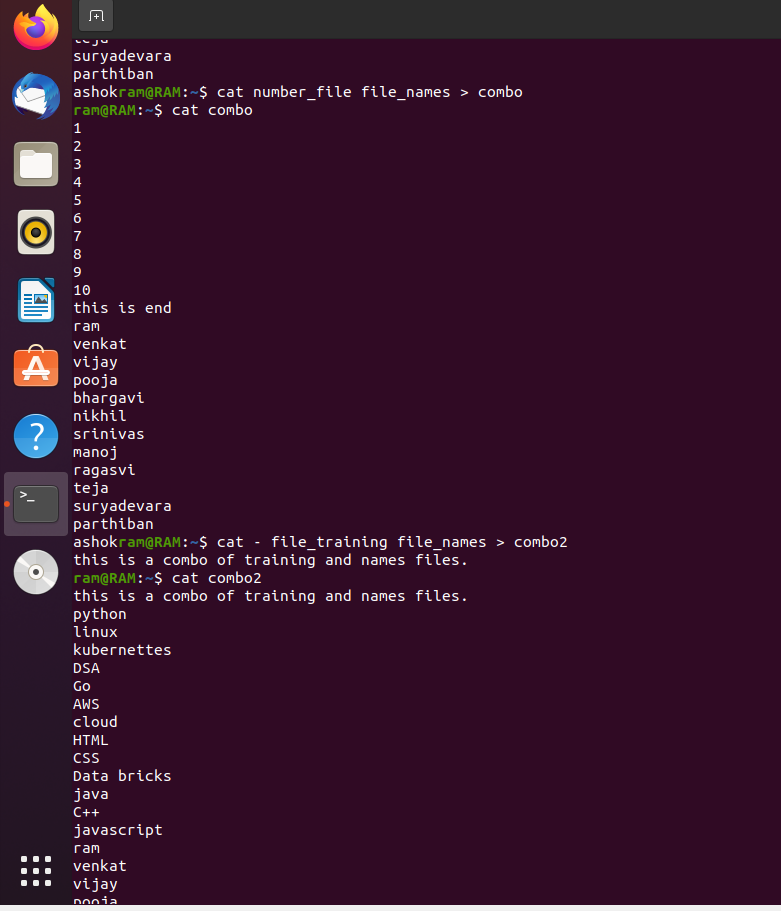 teja
suryadevara
parthiban
ashokram@RAM:~$ cat number_file file_names > combo
ram@RAM:~$ cat combo
1
2
3
4
5
6
7
8
9
10
this is end
ram
venkat
vijay
pooja
bhargavi
nikhil
srinivas
manoj
ragasvi
teja
suryadevara
parthiban
ashokram@RAM:~$ cat - file_training file_names > combo2
this is a combo of training and names files.
ram@RAM:~$ cat combo2
this is a combo of training and names files.
python
linux
kubernettes
DSA
Go
AWS
cloud
HTML
CSS
Data bricks
java
C++
javascript
ram
venkat
vijay
pooja